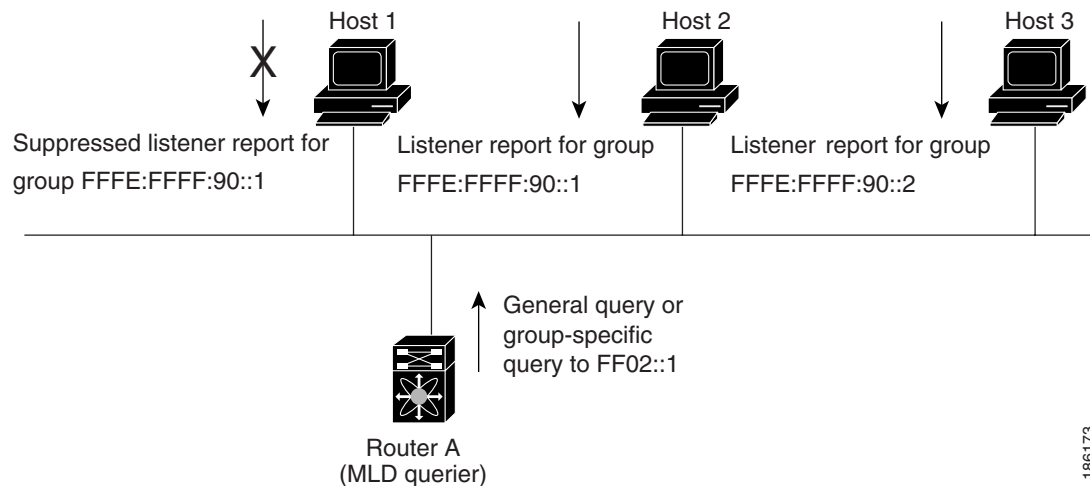 Host 1
Host 2
Host 3
X
Suppressed listener report for
group FFFE:FFFF:90::1
Listener report for group
FFFE:FFFF:90::1
Listener report for group
FFFE:FFFF:90::2
General query or
group-specific
query to FF02::1
Router A
(MLD querier)
186173